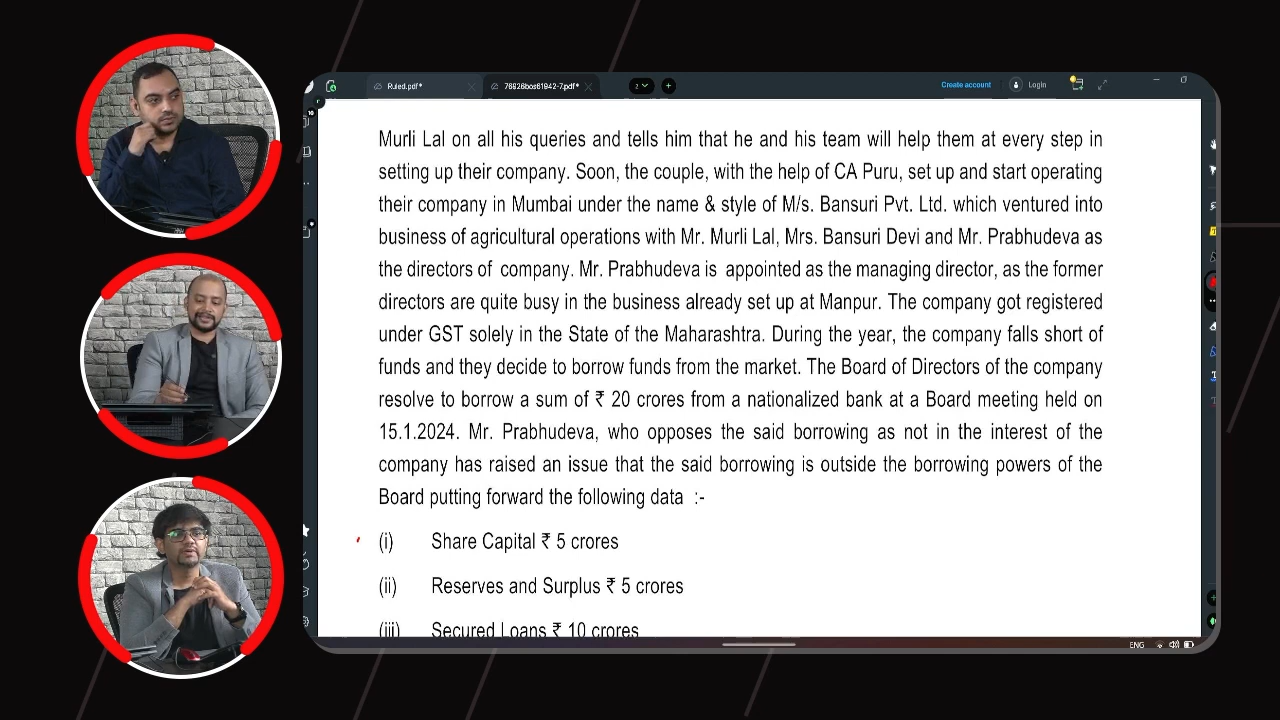 Ruled.pdf*
76826bos61942-7.pdf*
2
Create account
Login
Murli Lal on all his queries and tells him that he and his team will help them at every step in
setting up their company. Soon, the couple, with the help of CA Puru, set up and start operating
their company in Mumbai under the name & style of M/s. Bansuri Pvt. Ltd. which ventured into
business of agricultural operations with Mr. Murli Lal, Mrs. Bansuri Devi and Mr. Prabhudeva as
the directors of company. Mr. Prabhudeva is appointed as the managing director, as the former
directors are quite busy in the business already set up at Manpur. The company got registered
under GST solely in the State of the Maharashtra. During the year, the company falls short of
funds and they decide to borrow funds from the market. The Board of Directors of the company
resolve to borrow a sum of ₹ 20 crores from a nationalized bank at a Board meeting held on
15.1.2024. Mr. Prabhudeva, who opposes the said borrowing as not in the interest of the
company has raised an issue that the said borrowing is outside the borrowing powers of the
Board putting forward the following data :-
(i) Share Capital ₹ 5 crores
(ii) Reserves and Surplus ₹ 5 crores
(iii) Secured Loans ₹ 10 crores
ENG